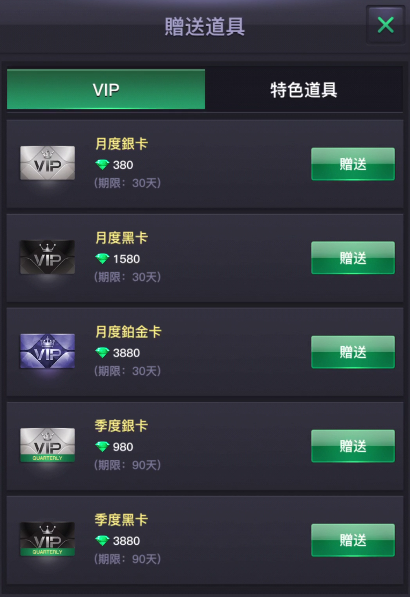 贈送道具
VIP
特色道具
VIP
月度銀卡
380
(期限：30天)
贈送
VIP
月度黑卡
1580
(期限：30天)
贈送
VIP
月度鉑金卡
3880
(期限：30天)
贈送
VIP
QUARTERLY
季度銀卡
980
(期限：90天)
贈送
VIP
QUARTERLY
季度黑卡
3880
(期限：90天)
贈送